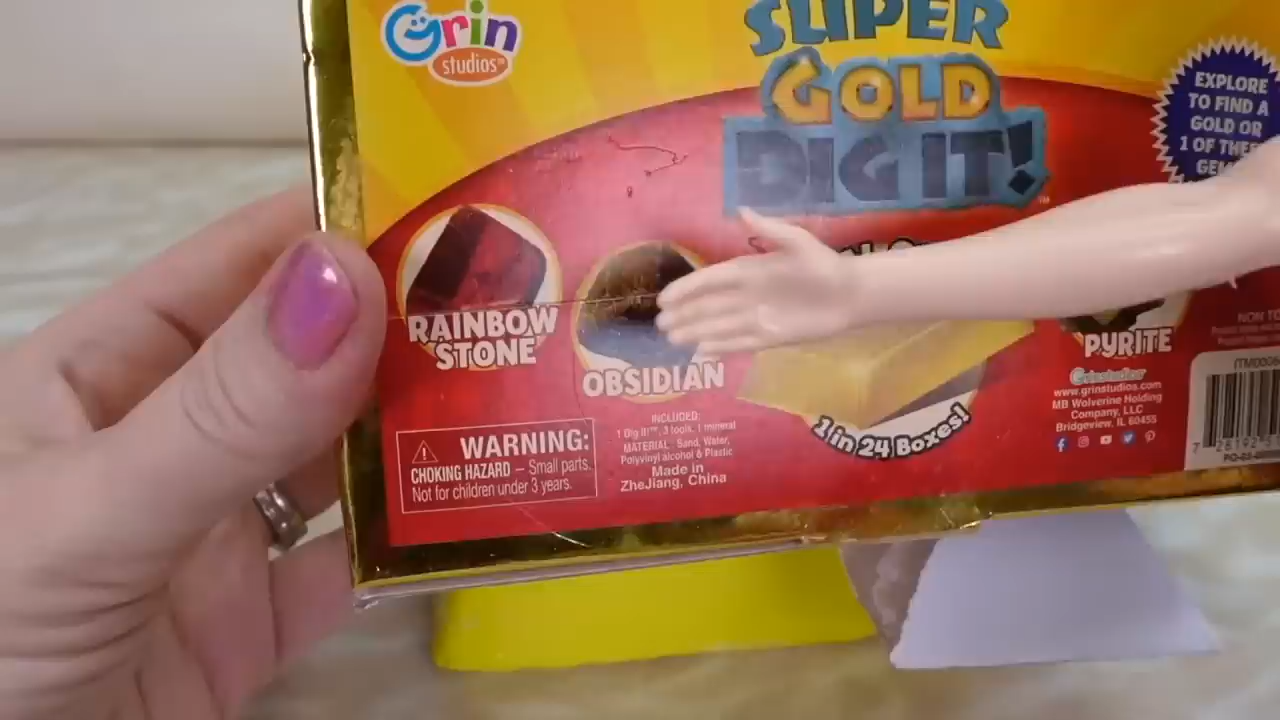 Grin
studios
SUPER
GOLD
DIG IT!
EXPLORE
TO FIND A
GOLD OR
1 OF THESE
RAINBOW
STONE
OBSIDIAN
PYRITE
1 in 24 Boxes!
WARNING:
CHOKING HAZARD – Small parts.
Not for children under 3 years.
INCLUDED:
1 Dig It!™, 3 tools, 1 mineral
MATERIAL: Sand, Water,
Polyvinyl alcohol & Plastic
Made in
ZheJiang, China
Grinstudios
www.grinstudios.com
MB Wolverine Holding
Company, LLC
Bridgeview, IL 60455
NON TO